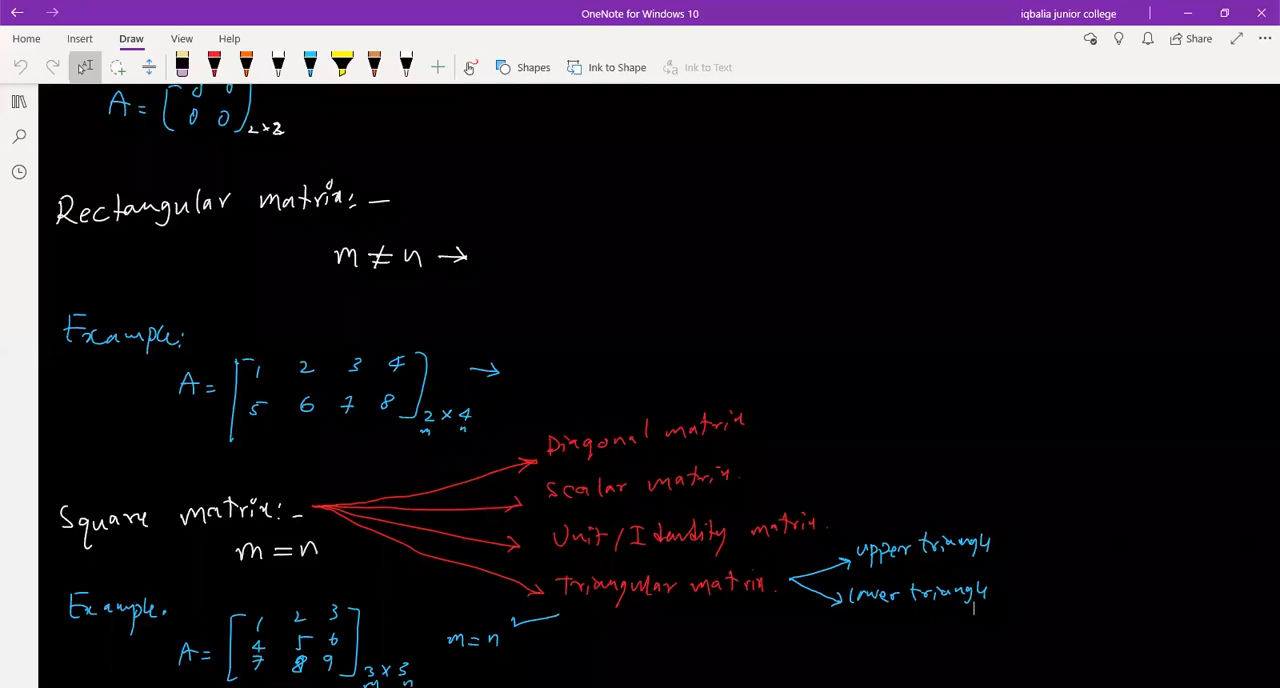 OneNote for Windows 10
iqbalia junior college
Home Insert Draw View Help
Share
Shapes Ink to Shape Ink to Text
A = [0 0
0 0] 2 × 2
Rectangular matrix: -
m ≠ n →
Example:
A = [1 2 3 4 →
5 6 7 8] 2 × 4
m n
Diagonal matrix
Scalar matrix.
Square matrix: -
Unit / Identity matrix.
m = n
upper triangle
Triangular matrix.
lower triangle
Example.
A = [1 2 3
4 5 6
7 8 9] 3 × 3
m n
m = n